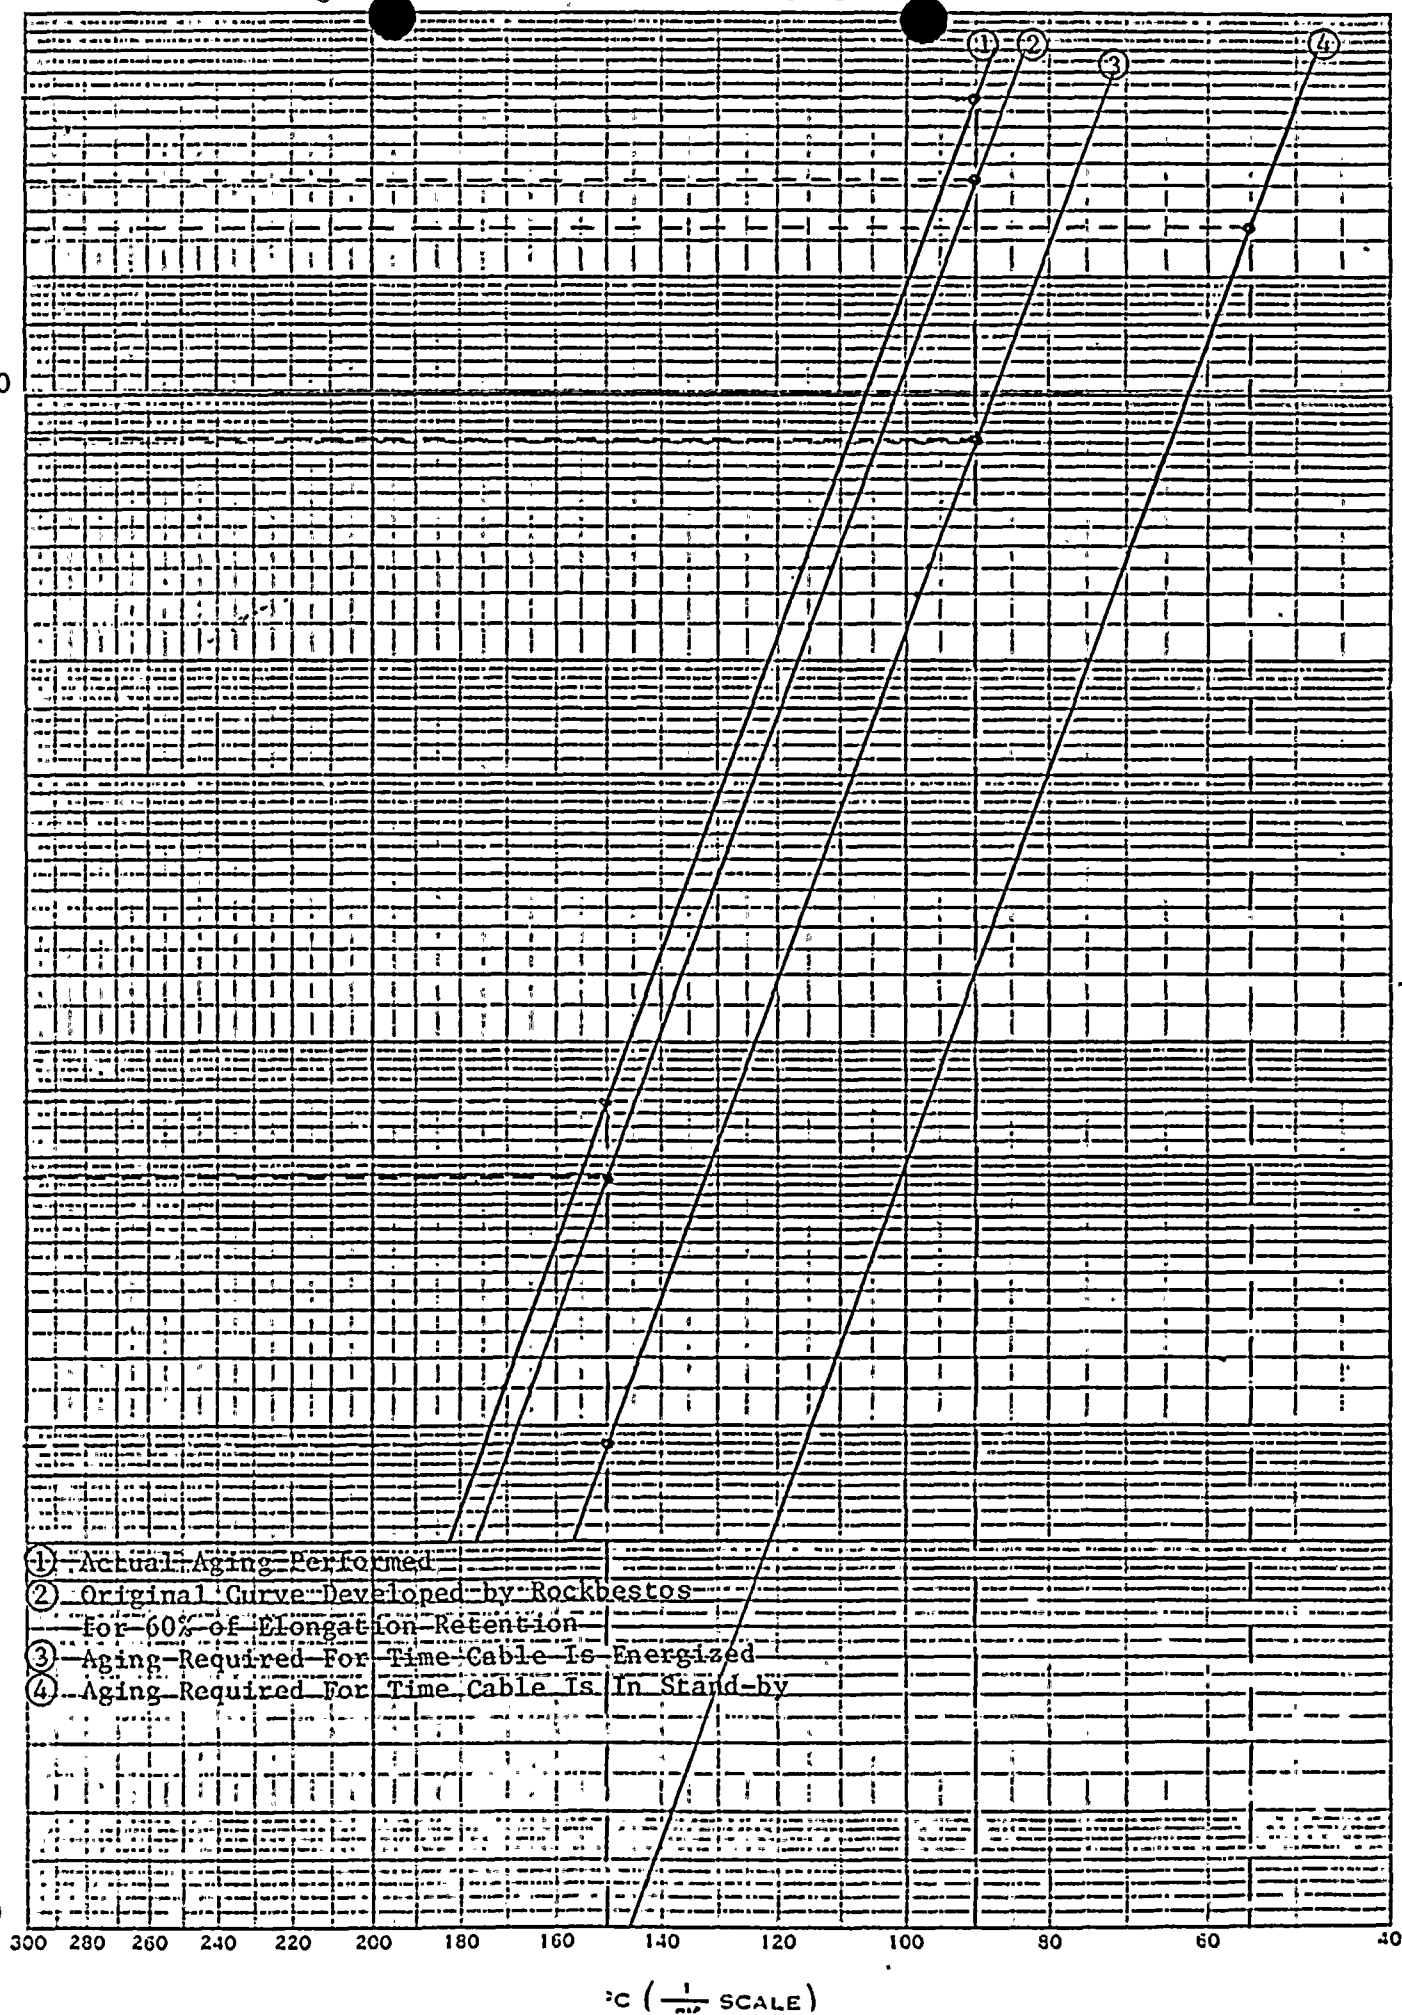 ① ② ③ ④
0
① Actual Aging Performed
② Original Curve Developed by Rockbestos
for 60% of Elongation Retention
③ Aging Required For Time Cable Is Energized
④ Aging Required For Time Cable Is In Stand-by
300 280 260 240 220 200 180 160 140 120 100 80 60 40
°C ( 1/°K SCALE )